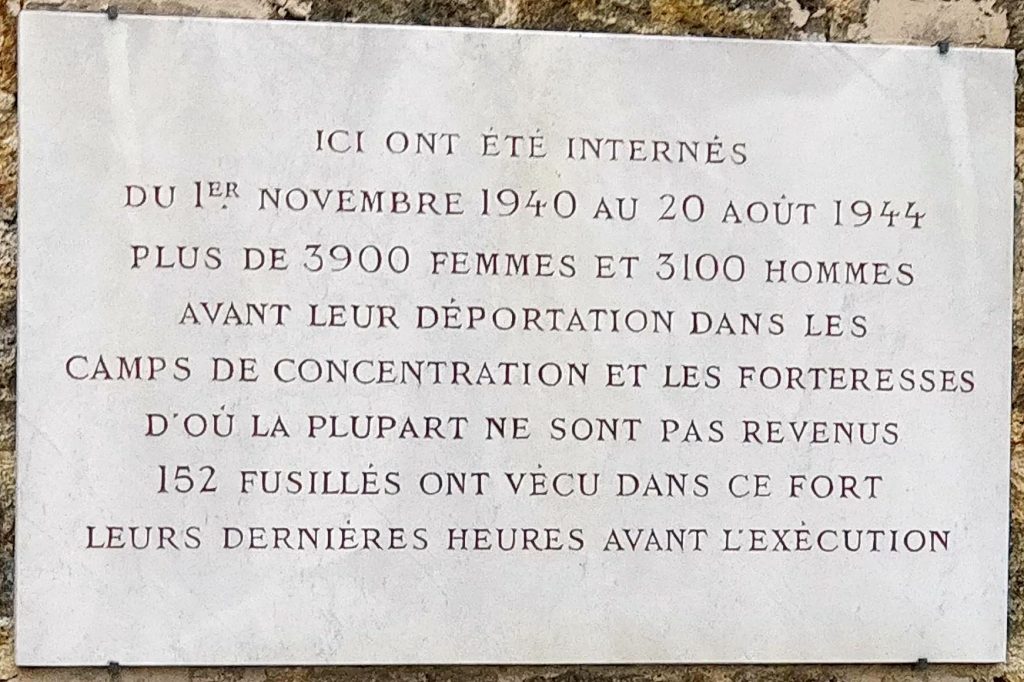 ICI ONT ÉTÉ INTERNÉS
DU 1ER NOVEMBRE 1940 AU 20 AOÛT 1944
PLUS DE 3900 FEMMES ET 3100 HOMMES
AVANT LEUR DÉPORTATION DANS LES
CAMPS DE CONCENTRATION ET LES FORTERESSES
D'OÙ LA PLUPART NE SONT PAS REVENUS
152 FUSILLÉS ONT VÉCU DANS CE FORT
LEURS DERNIÈRES HEURES AVANT L'EXÉCUTION